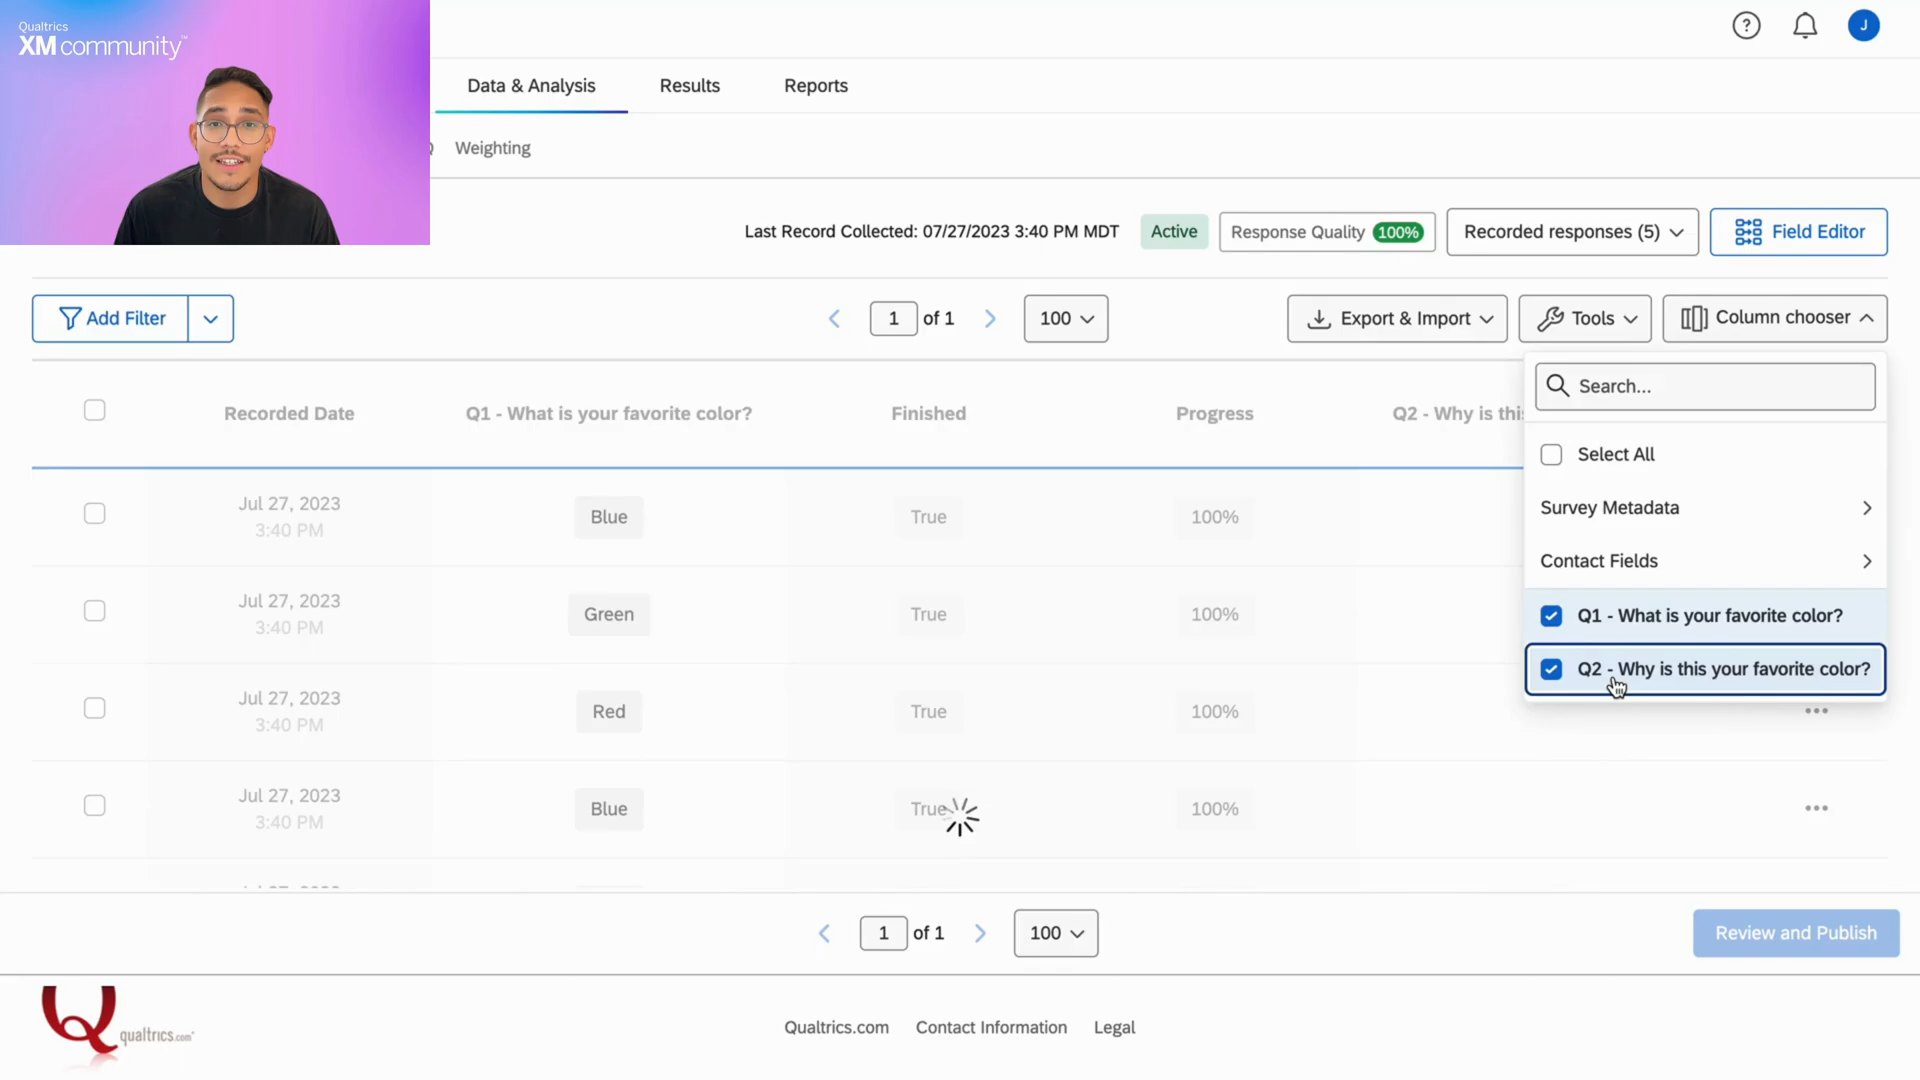 Qualtrics
XM community™
J
Data & Analysis
Results
Reports
Weighting
Last Record Collected: 07/27/2023 3:40 PM MDT
Active
Response Quality 100%
Recorded responses (5)
Field Editor
Add Filter
1 of 1
100
Export & Import
Tools
Column chooser
Search...
Recorded Date
Q1 - What is your favorite color?
Finished
Progress
Q2 - Why is this
Select All
Survey Metadata
Contact Fields
Q1 - What is your favorite color?
Q2 - Why is this your favorite color?
Jul 27, 2023
3:40 PM
Blue
True
100%
Jul 27, 2023
3:40 PM
Green
True
100%
Jul 27, 2023
3:40 PM
Red
True
100%
Jul 27, 2023
3:40 PM
Blue
True
100%
1 of 1
100
Review and Publish
Q qualtrics.com
Qualtrics.com
Contact Information
Legal